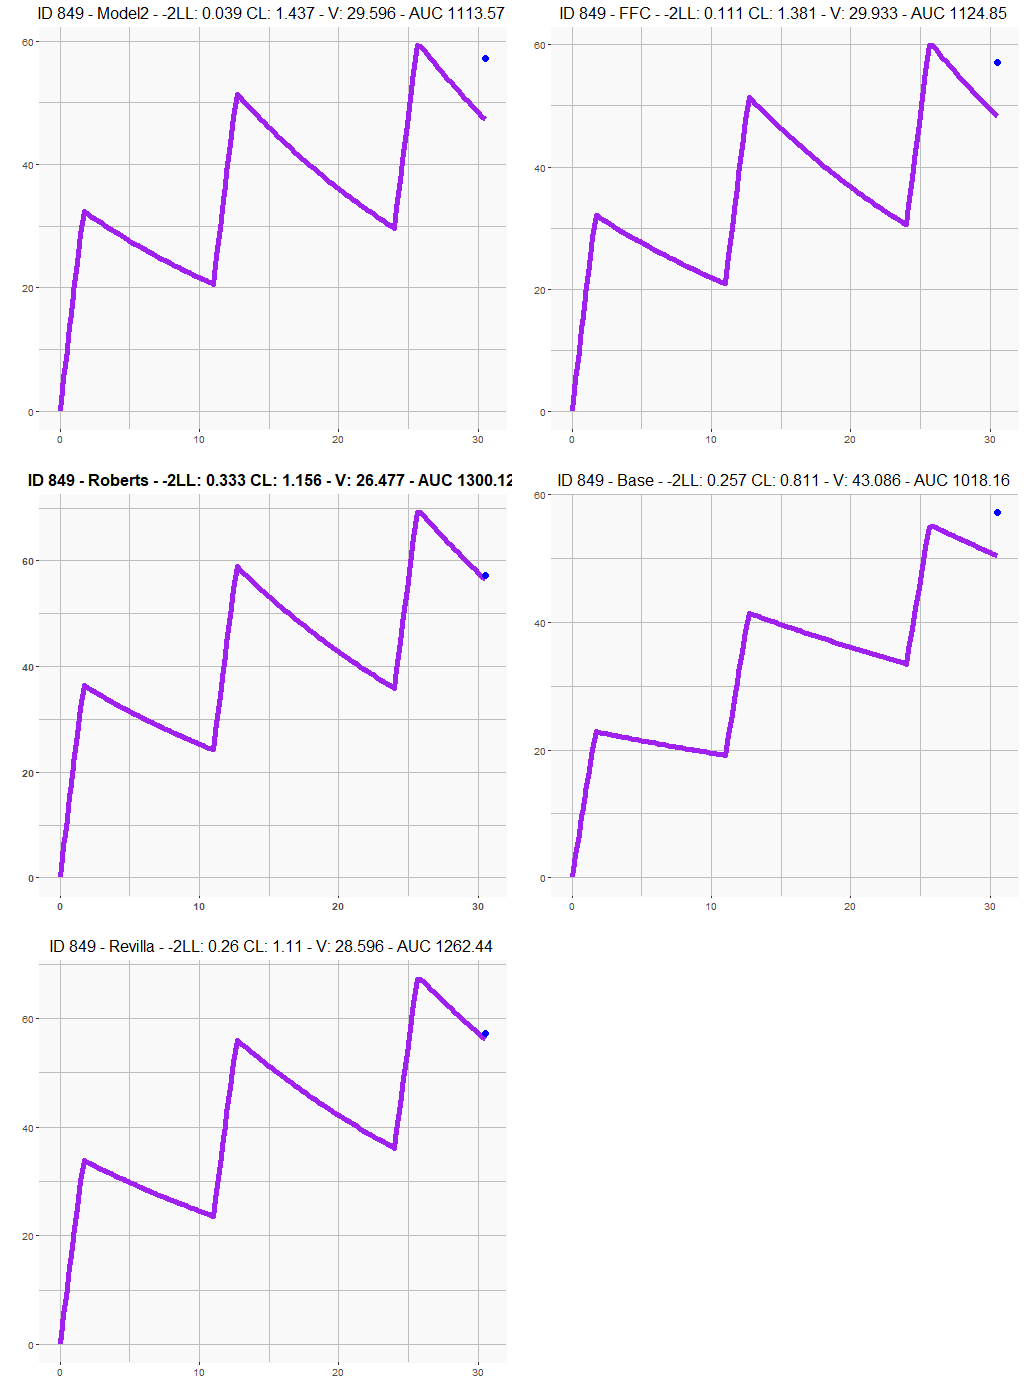 ID 849 - Model2 - -2LL: 0.039 CL: 1.437 - V: 29.596 - AUC 1113.57
60
40
20
0
0 10 20 30
ID 849 - FFC - -2LL: 0.111 CL: 1.381 - V: 29.933 - AUC 1124.85
60
40
20
0
0 10 20 30
ID 849 - Roberts - -2LL: 0.333 CL: 1.156 - V: 26.477 - AUC 1300.12
60
40
20
0
0 10 20 30
ID 849 - Base - -2LL: 0.257 CL: 0.811 - V: 43.086 - AUC 1018.16
60
40
20
0
0 10 20 30
ID 849 - Revilla - -2LL: 0.26 CL: 1.11 - V: 28.596 - AUC 1262.44
60
40
20
0
0 10 20 30